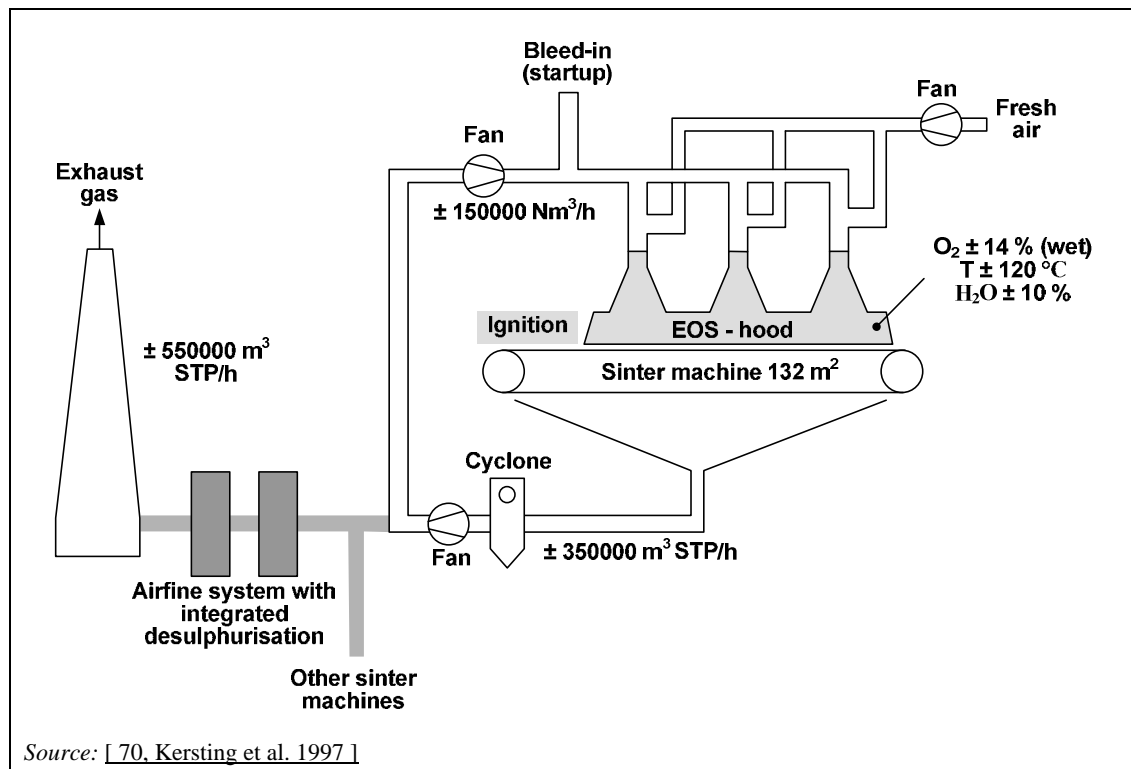 Bleed-in
(startup)
Fan
Fresh
air
Fan
± 150000 Nm³/h
Exhaust
gas
O₂ ± 14 % (wet)
T ± 120 °C
H₂O ± 10 %
Ignition
EOS - hood
± 550000 m³
STP/h
Sinter machine 132 m²
Cyclone
Fan
± 350000 m³ STP/h
Airfine system with
integrated
desulphurisation
Other sinter
machines
Source: [ 70, Kersting et al. 1997 ]